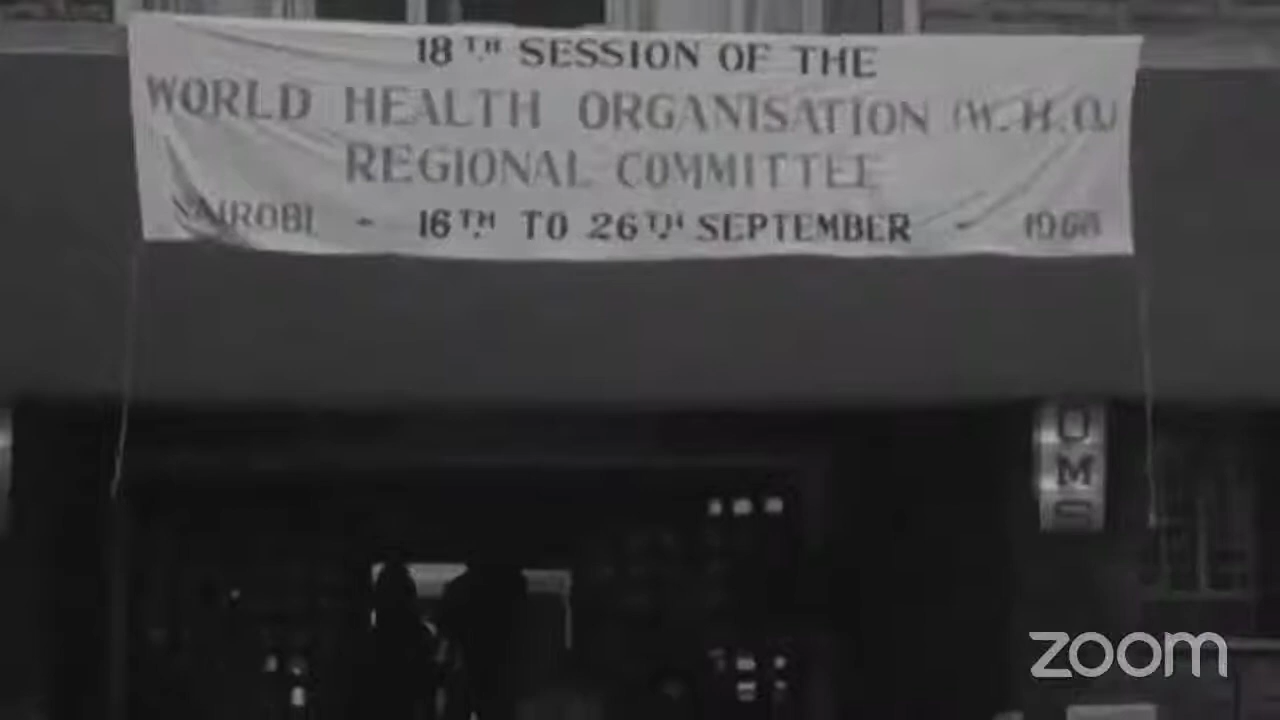 18TH SESSION OF THE
WORLD HEALTH ORGANISATION (W.H.O.)
REGIONAL COMMITTEE
NAIROBI - 16TH TO 26TH SEPTEMBER - 1968
OMS
zoom